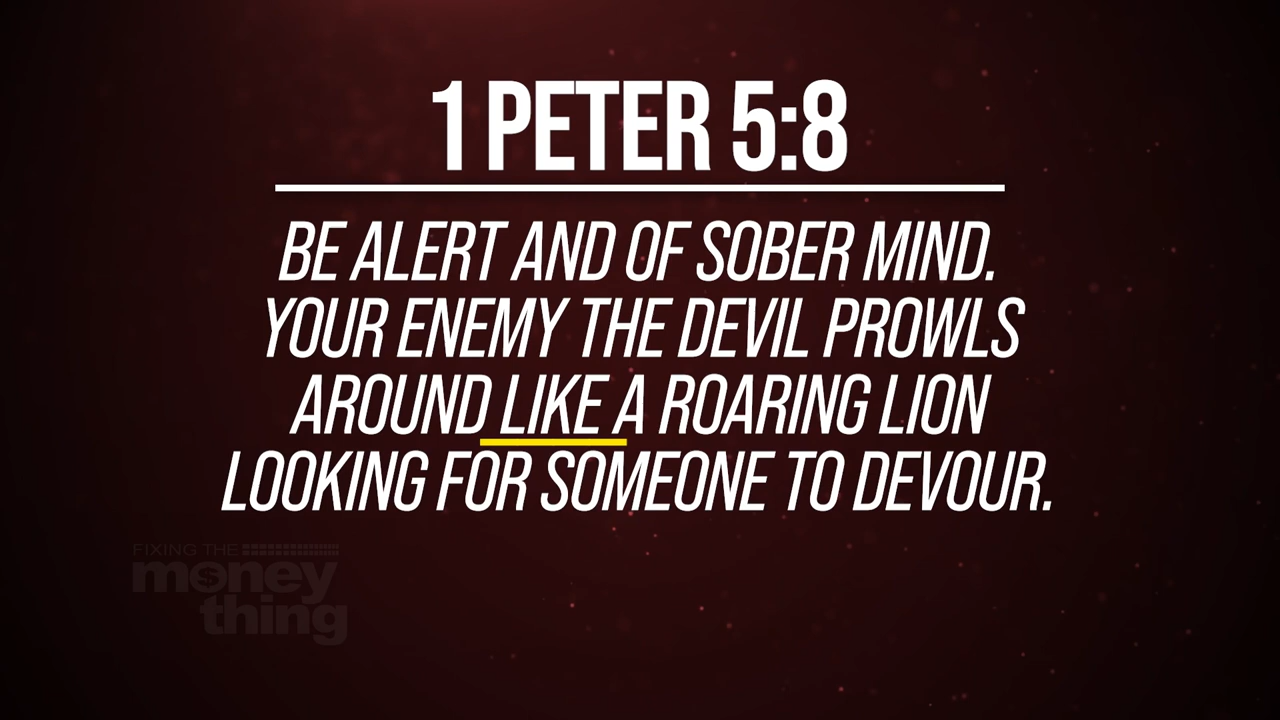 1 PETER 5:8
BE ALERT AND OF SOBER MIND.
YOUR ENEMY THE DEVIL PROWLS
AROUND LIKE A ROARING LION
LOOKING FOR SOMEONE TO DEVOUR.
FIXING THE
money
thing